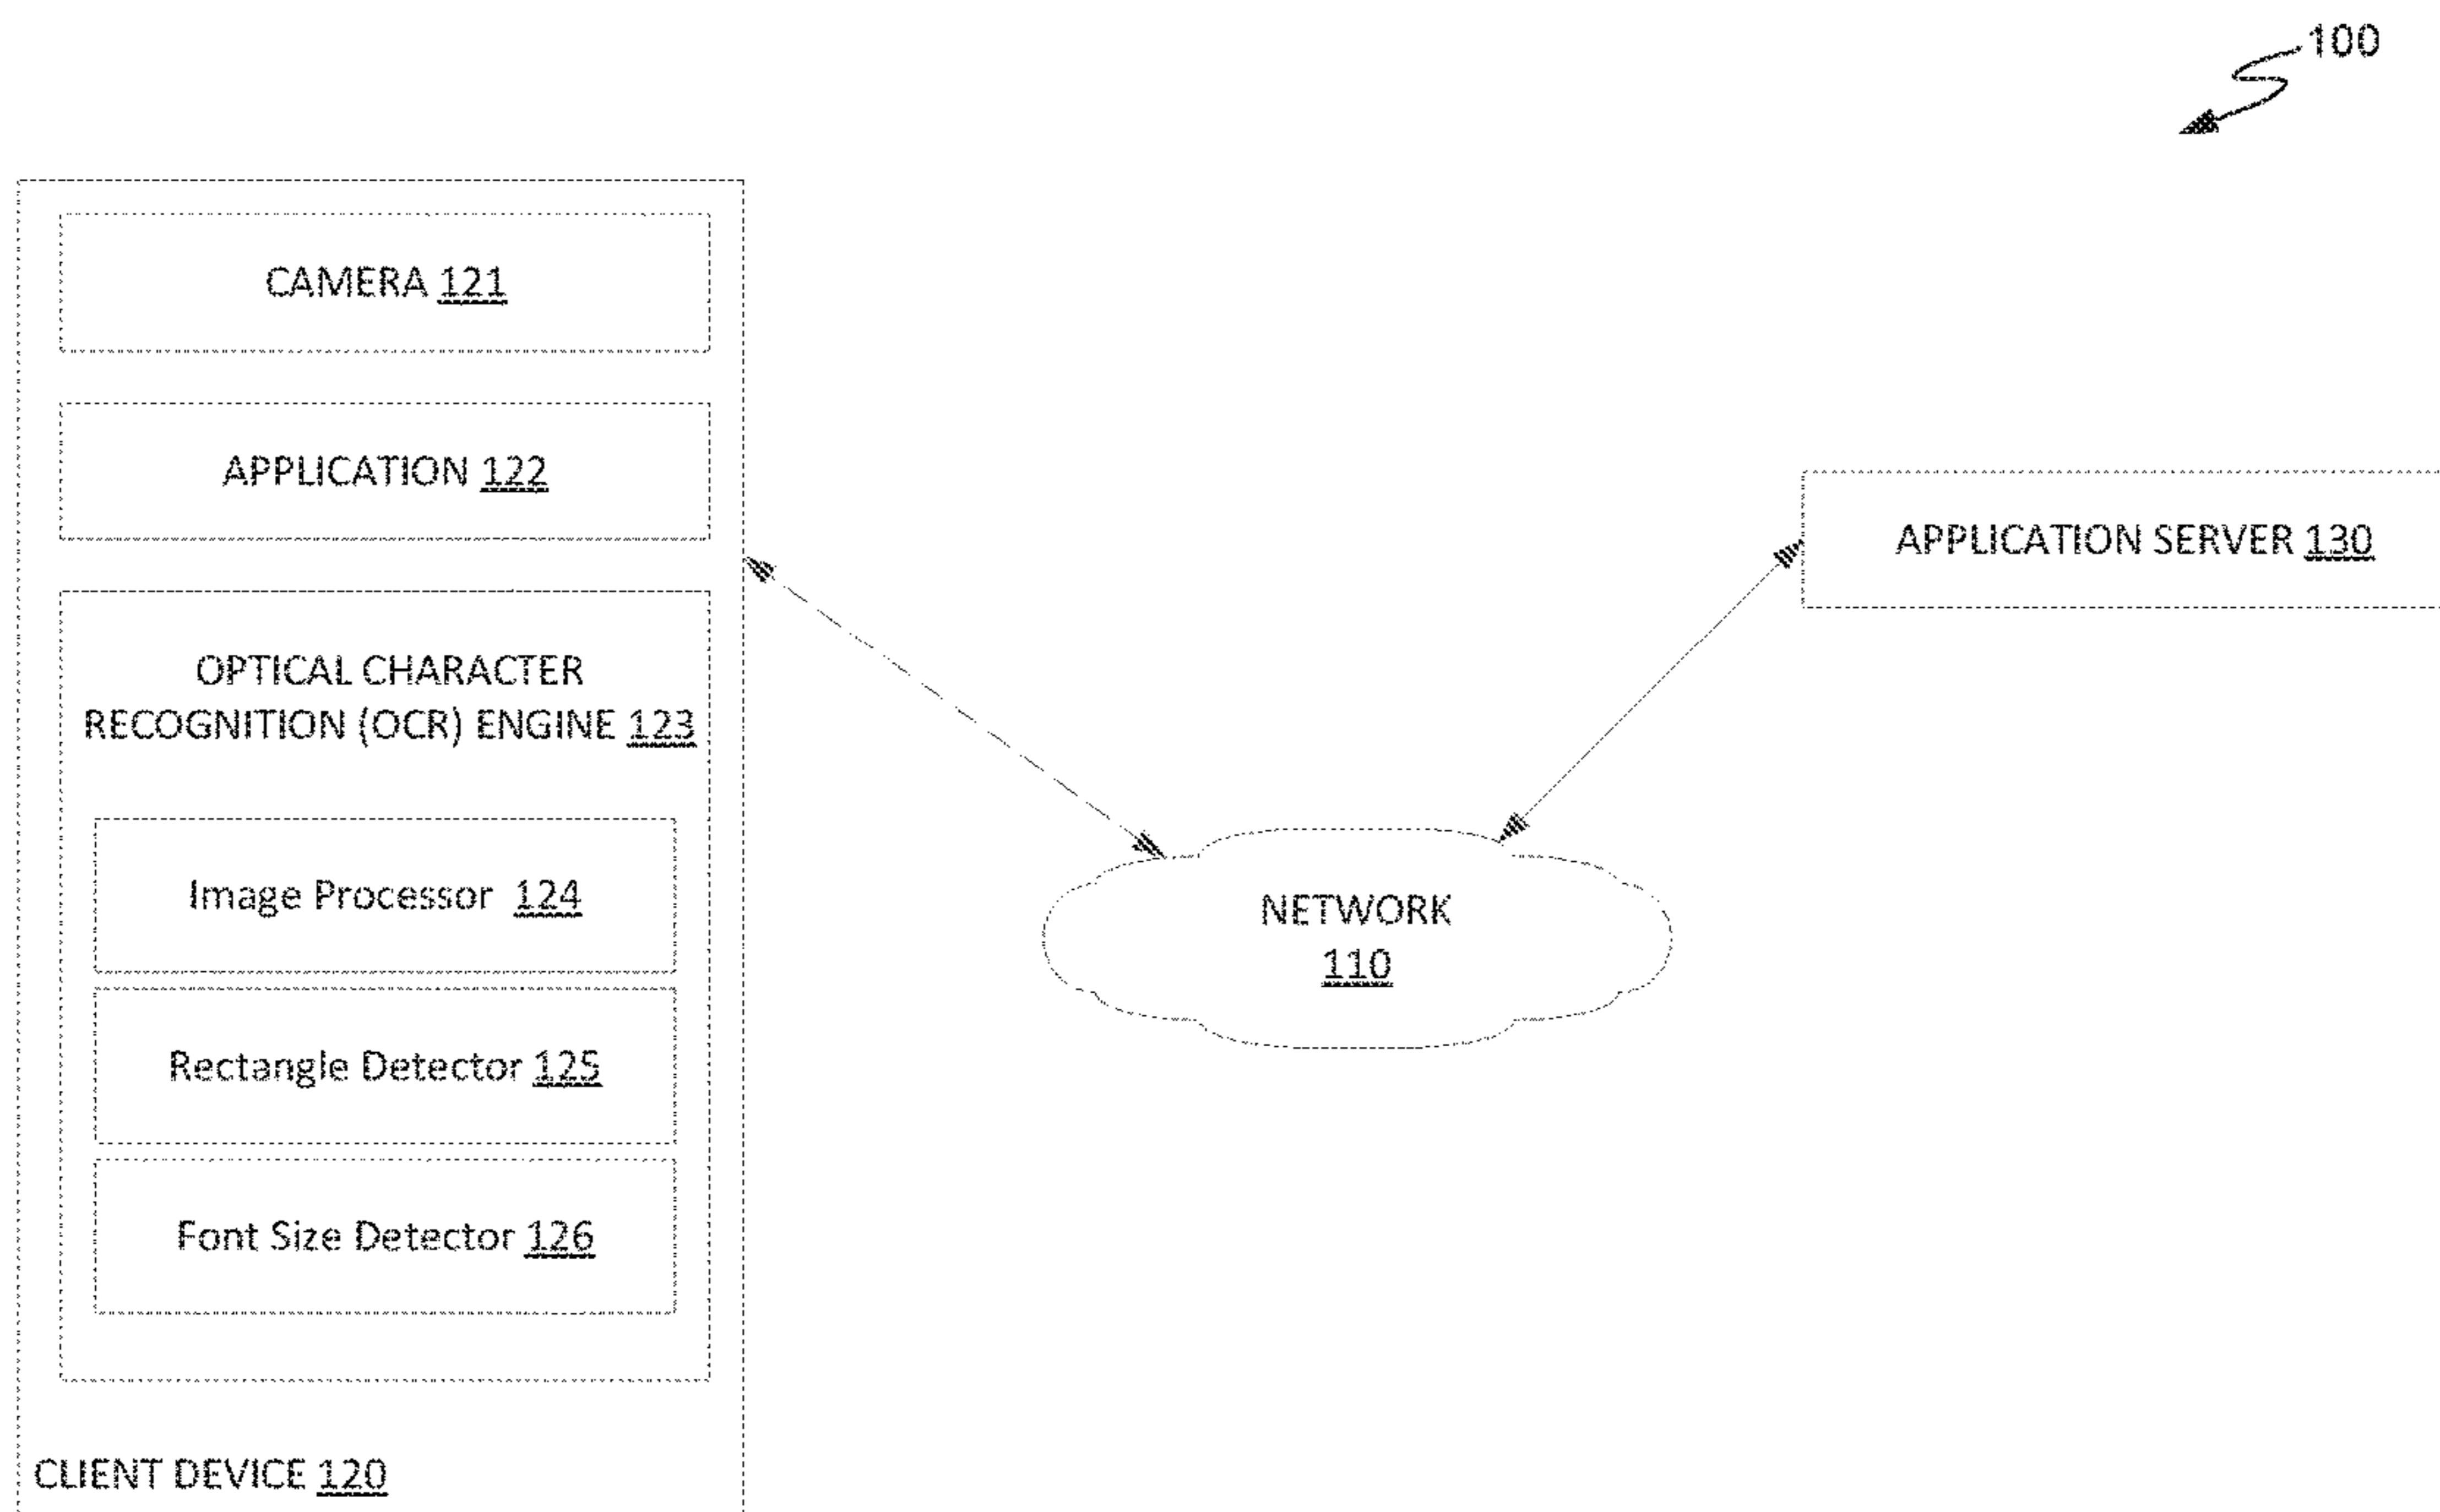 100
CAMERA 121
APPLICATION 122
OPTICAL CHARACTER
RECOGNITION (OCR) ENGINE 123
Image Processor 124
Rectangle Detector 125
Font Size Detector 126
CLIENT DEVICE 120
NETWORK
110
APPLICATION SERVER 130